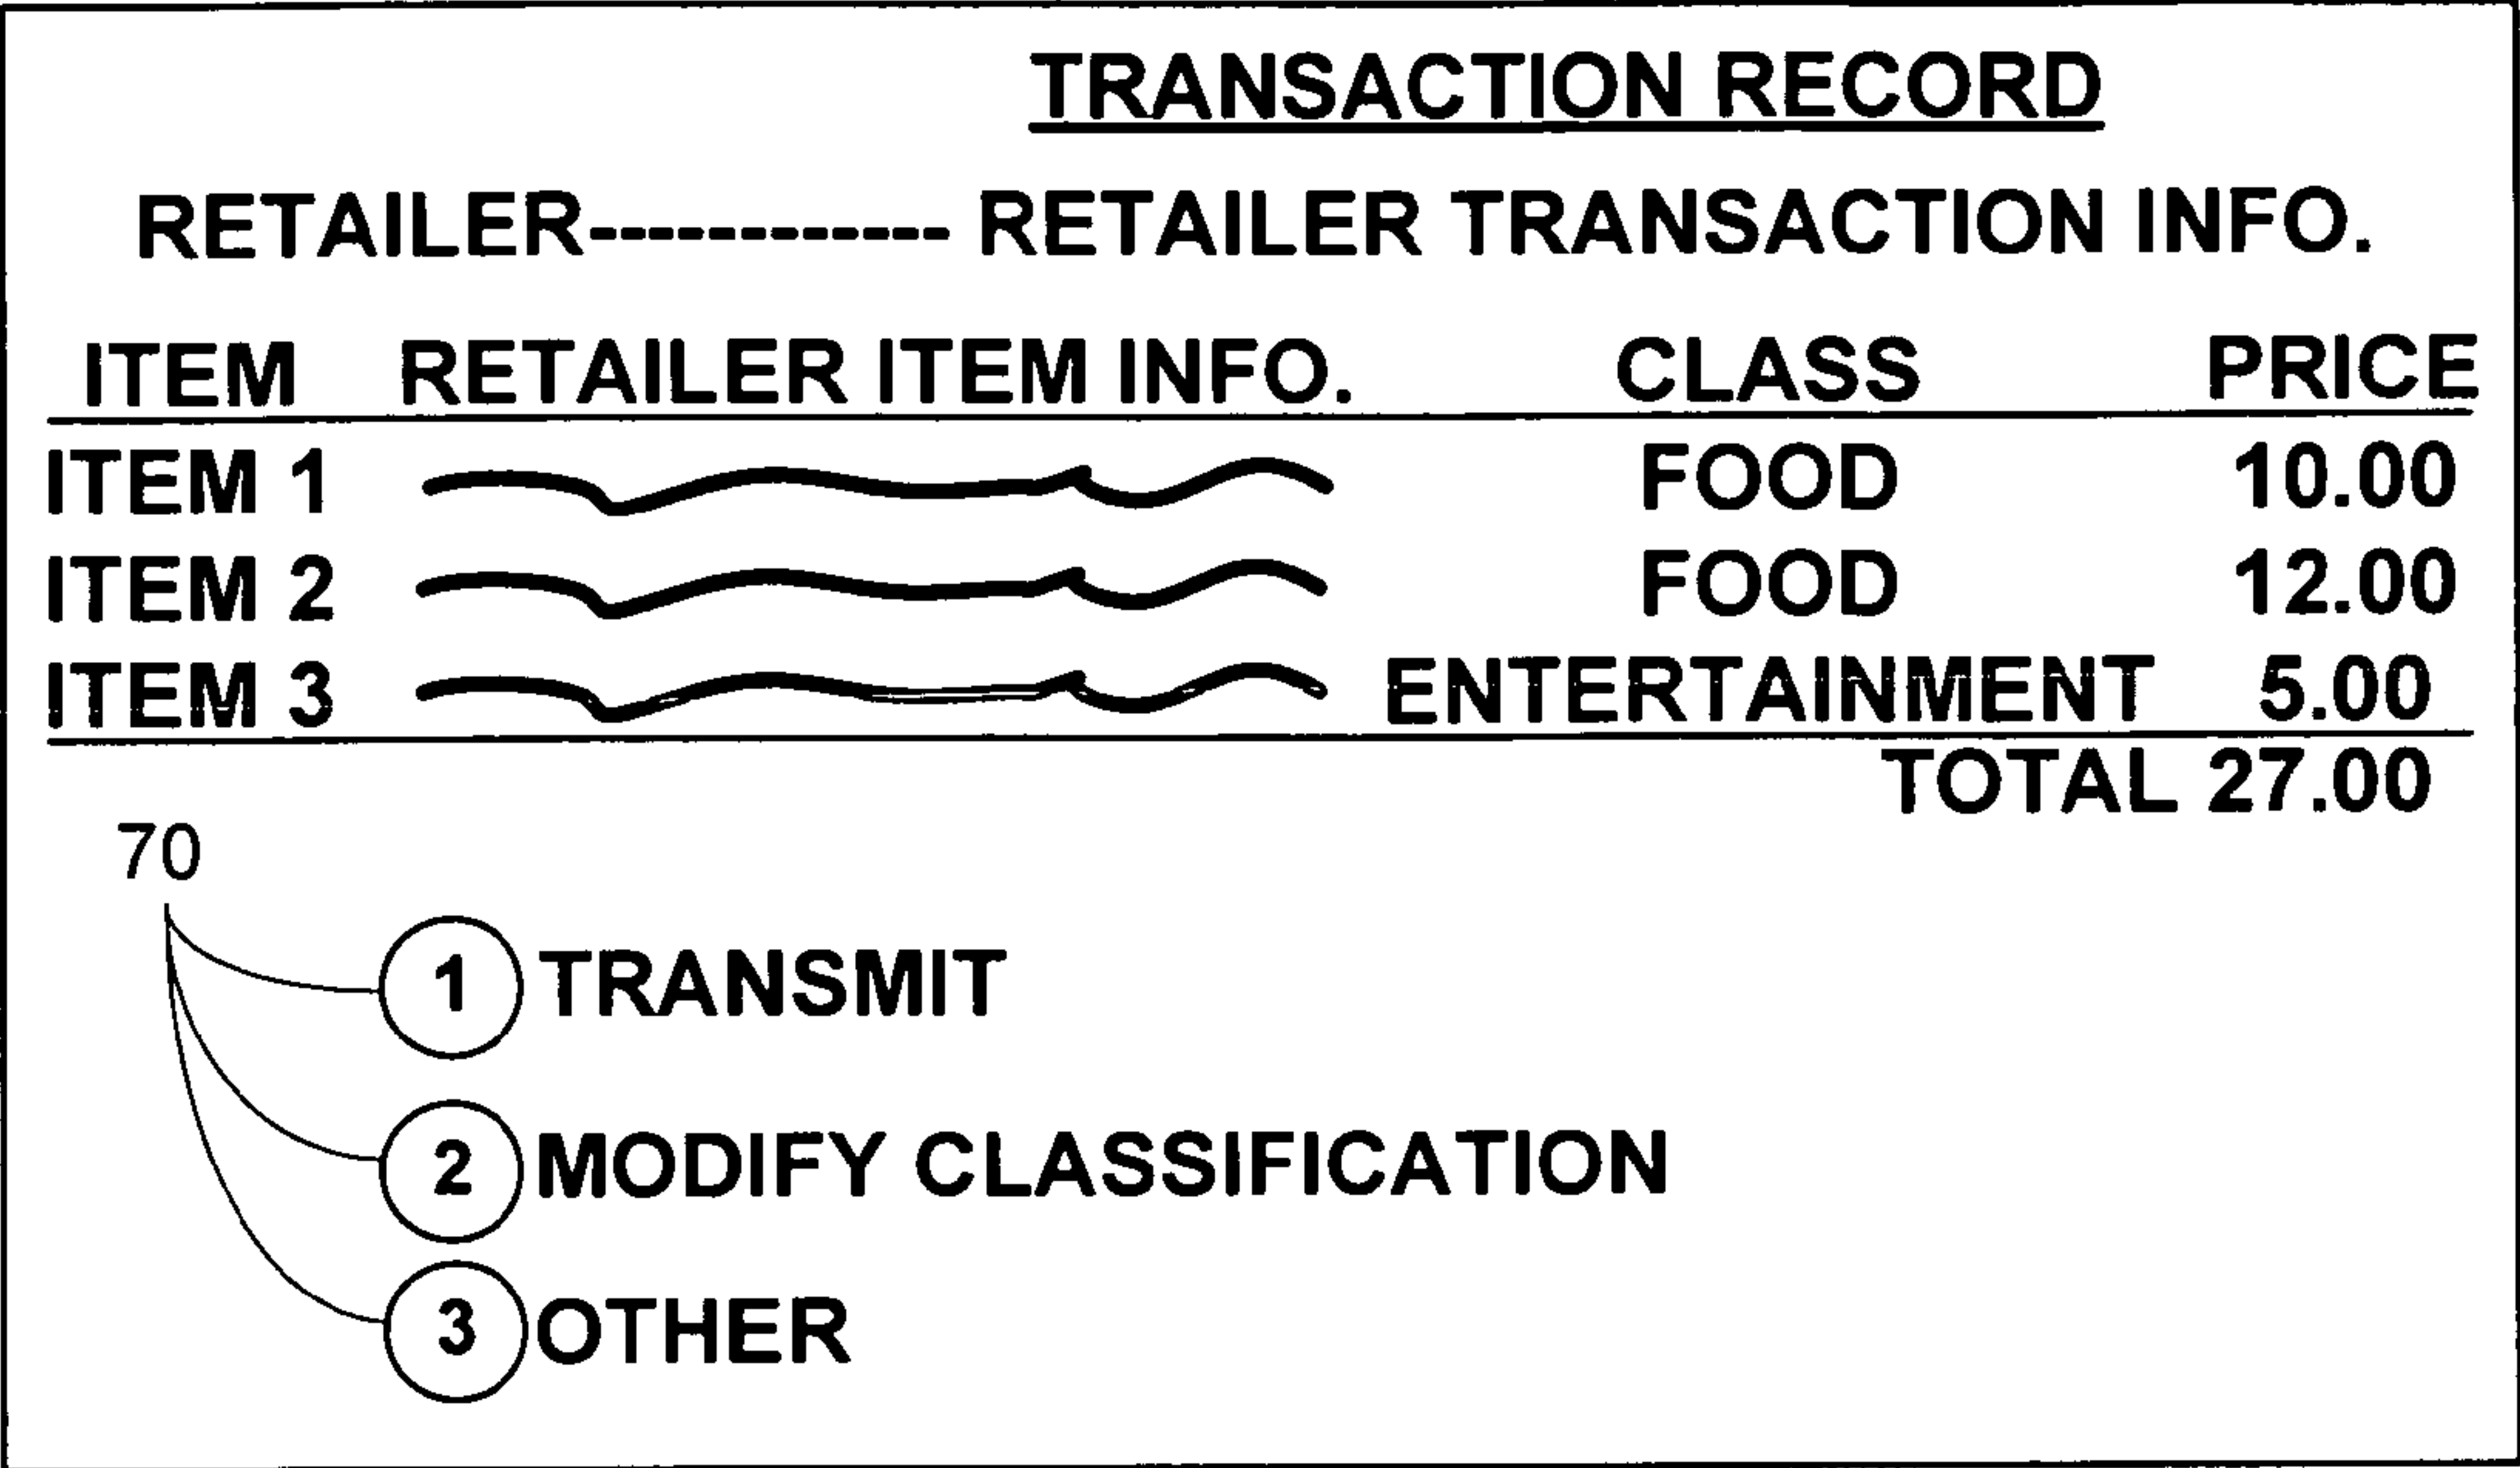 TRANSACTION RECORD
RETAILER------------ RETAILER TRANSACTION INFO.
ITEM RETAILER ITEM INFO. CLASS PRICE
ITEM 1 FOOD 10.00
ITEM 2 FOOD 12.00
ITEM 3 ENTERTAINMENT 5.00
TOTAL 27.00
70
1 TRANSMIT
2 MODIFY CLASSIFICATION
3 OTHER